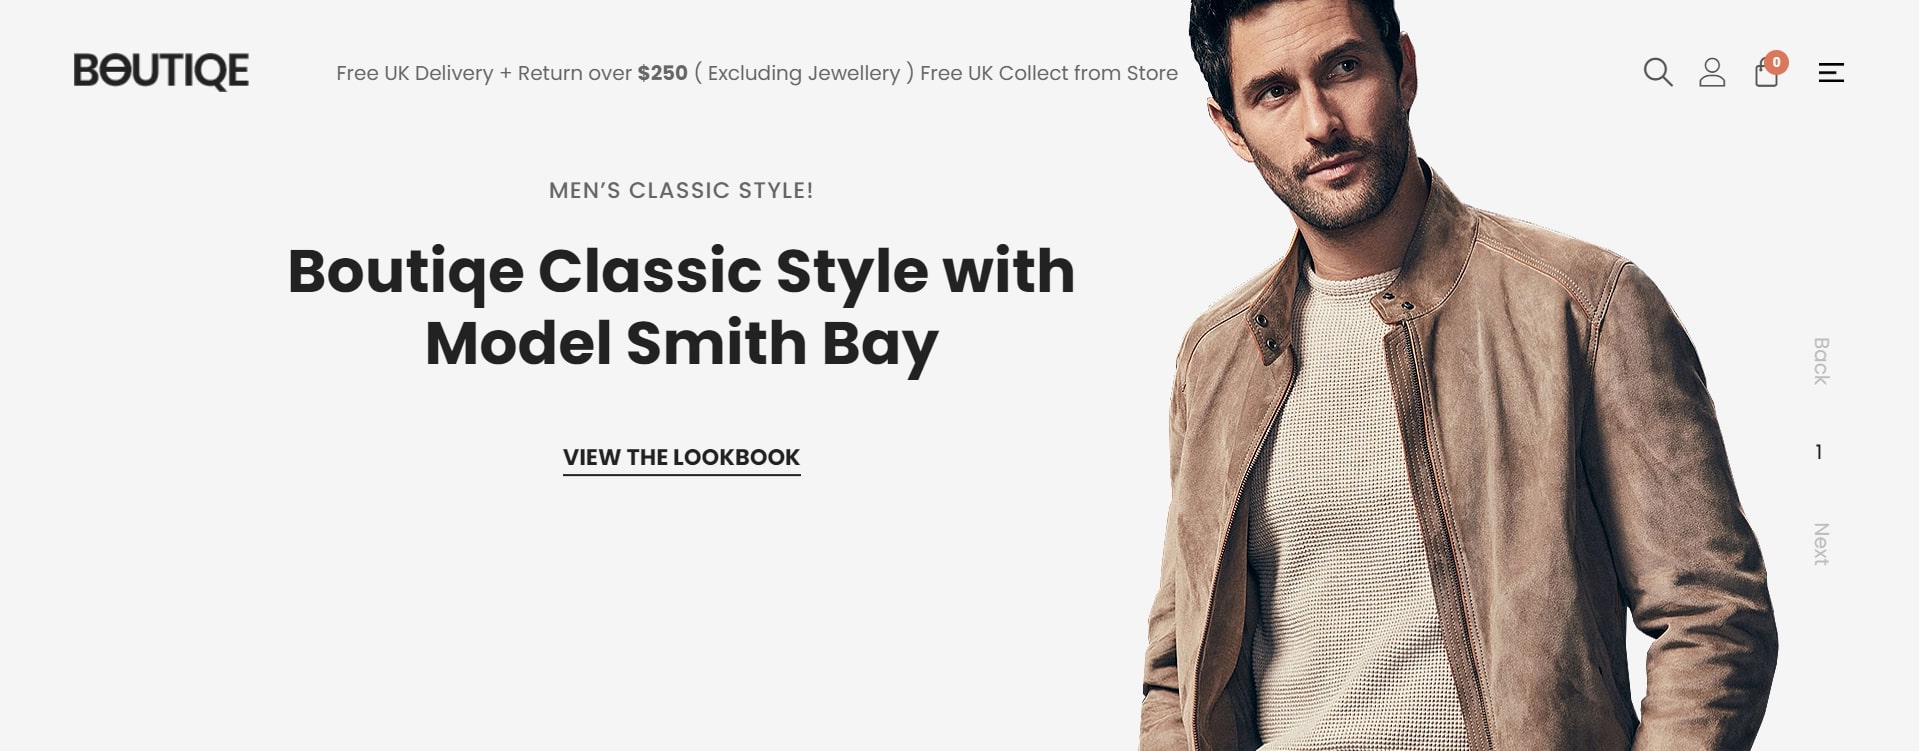 BOUTIQE
Free UK Delivery + Return over $250 ( Excluding Jewellery ) Free UK Collect from Store
0
MEN’S CLASSIC STYLE!
Boutiqe Classic Style with
Model Smith Bay
VIEW THE LOOKBOOK
Back
1
Next